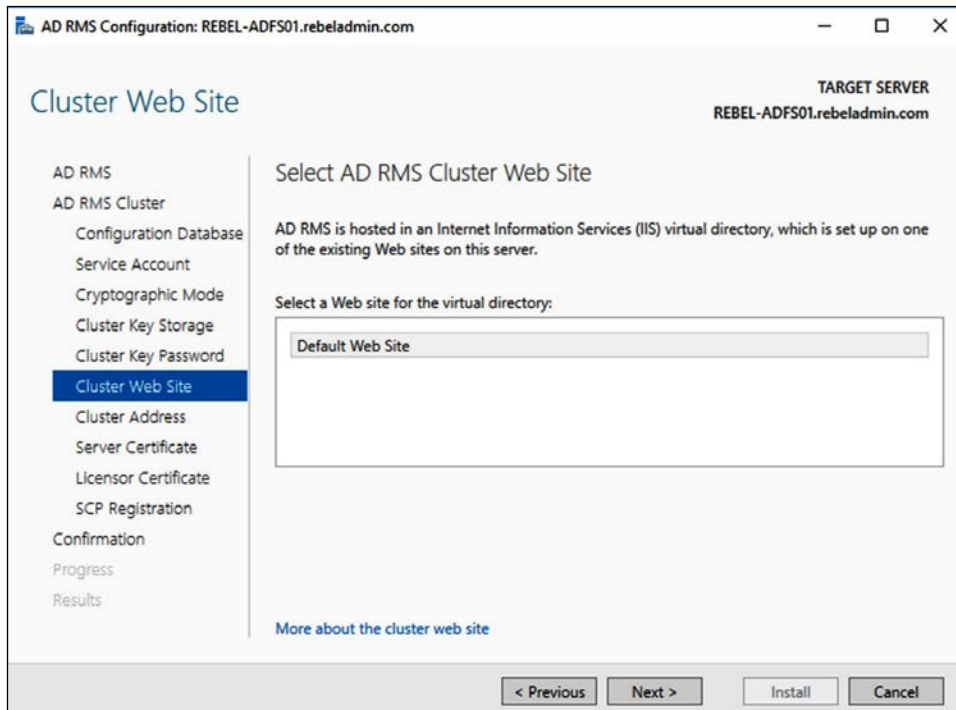 AD RMS Configuration: REBEL-ADFS01.rebeladmin.com
Cluster Web Site
TARGET SERVER
REBEL-ADFS01.rebeladmin.com
AD RMS
AD RMS Cluster
Configuration Database
Service Account
Cryptographic Mode
Cluster Key Storage
Cluster Key Password
Cluster Web Site
Cluster Address
Server Certificate
Licensor Certificate
SCP Registration
Confirmation
Progress
Results
Select AD RMS Cluster Web Site
AD RMS is hosted in an Internet Information Services (IIS) virtual directory, which is set up on one
of the existing Web sites on this server.
Select a Web site for the virtual directory:
Default Web Site
More about the cluster web site
< Previous
Next >
Install
Cancel